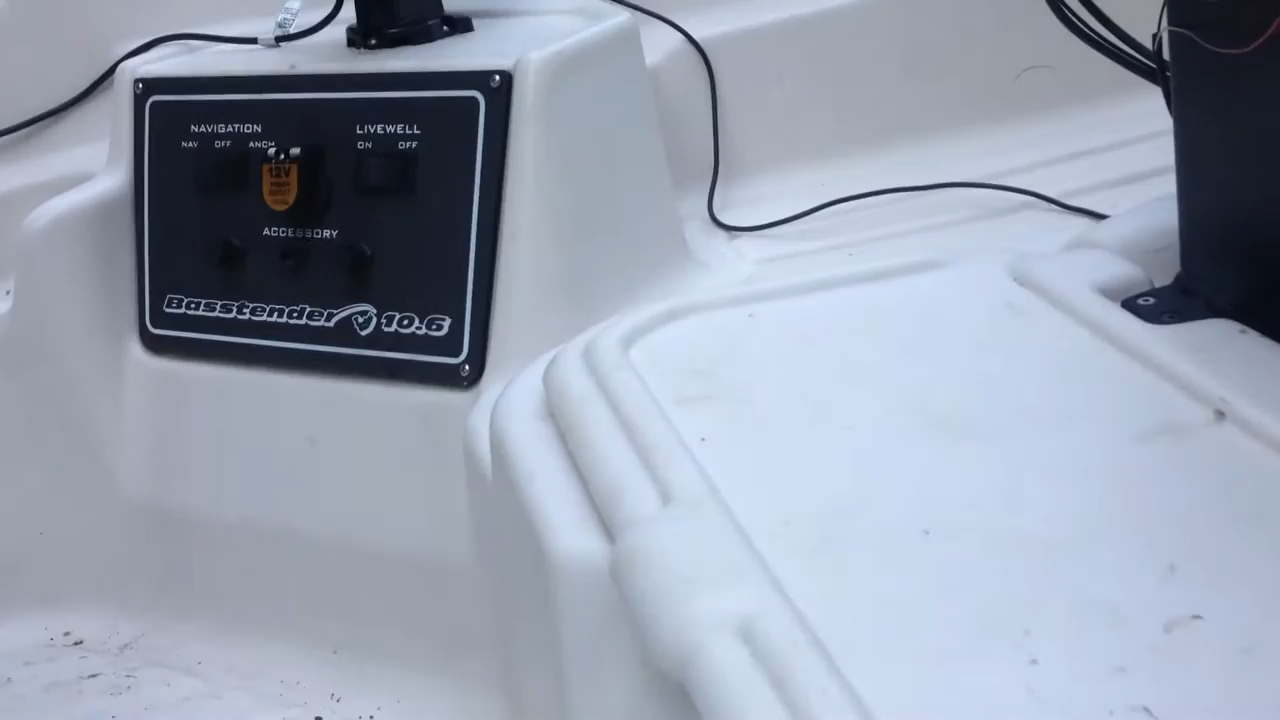 NAVIGATION
LIVEWELL
NAV OFF ANCH
ON OFF
12V
ACCESSORY
Basstender 10.6